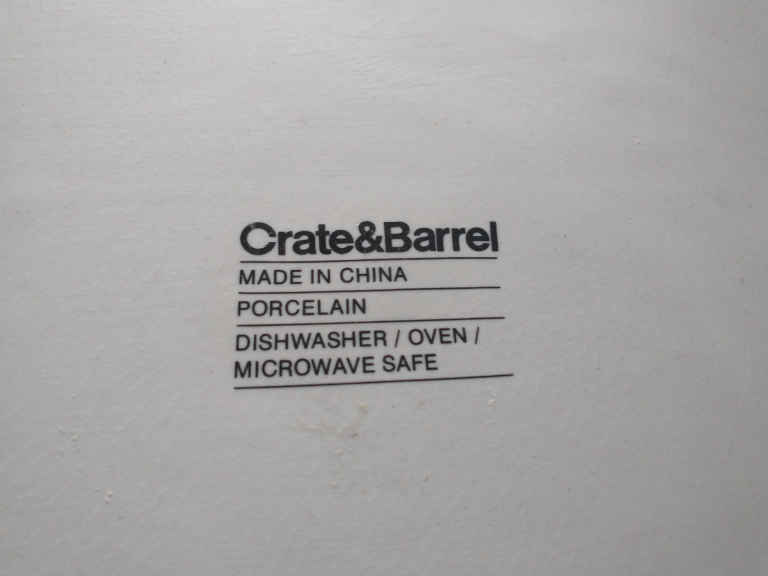 Crate&Barrel
MADE IN CHINA
PORCELAIN
DISHWASHER / OVEN /
MICROWAVE SAFE